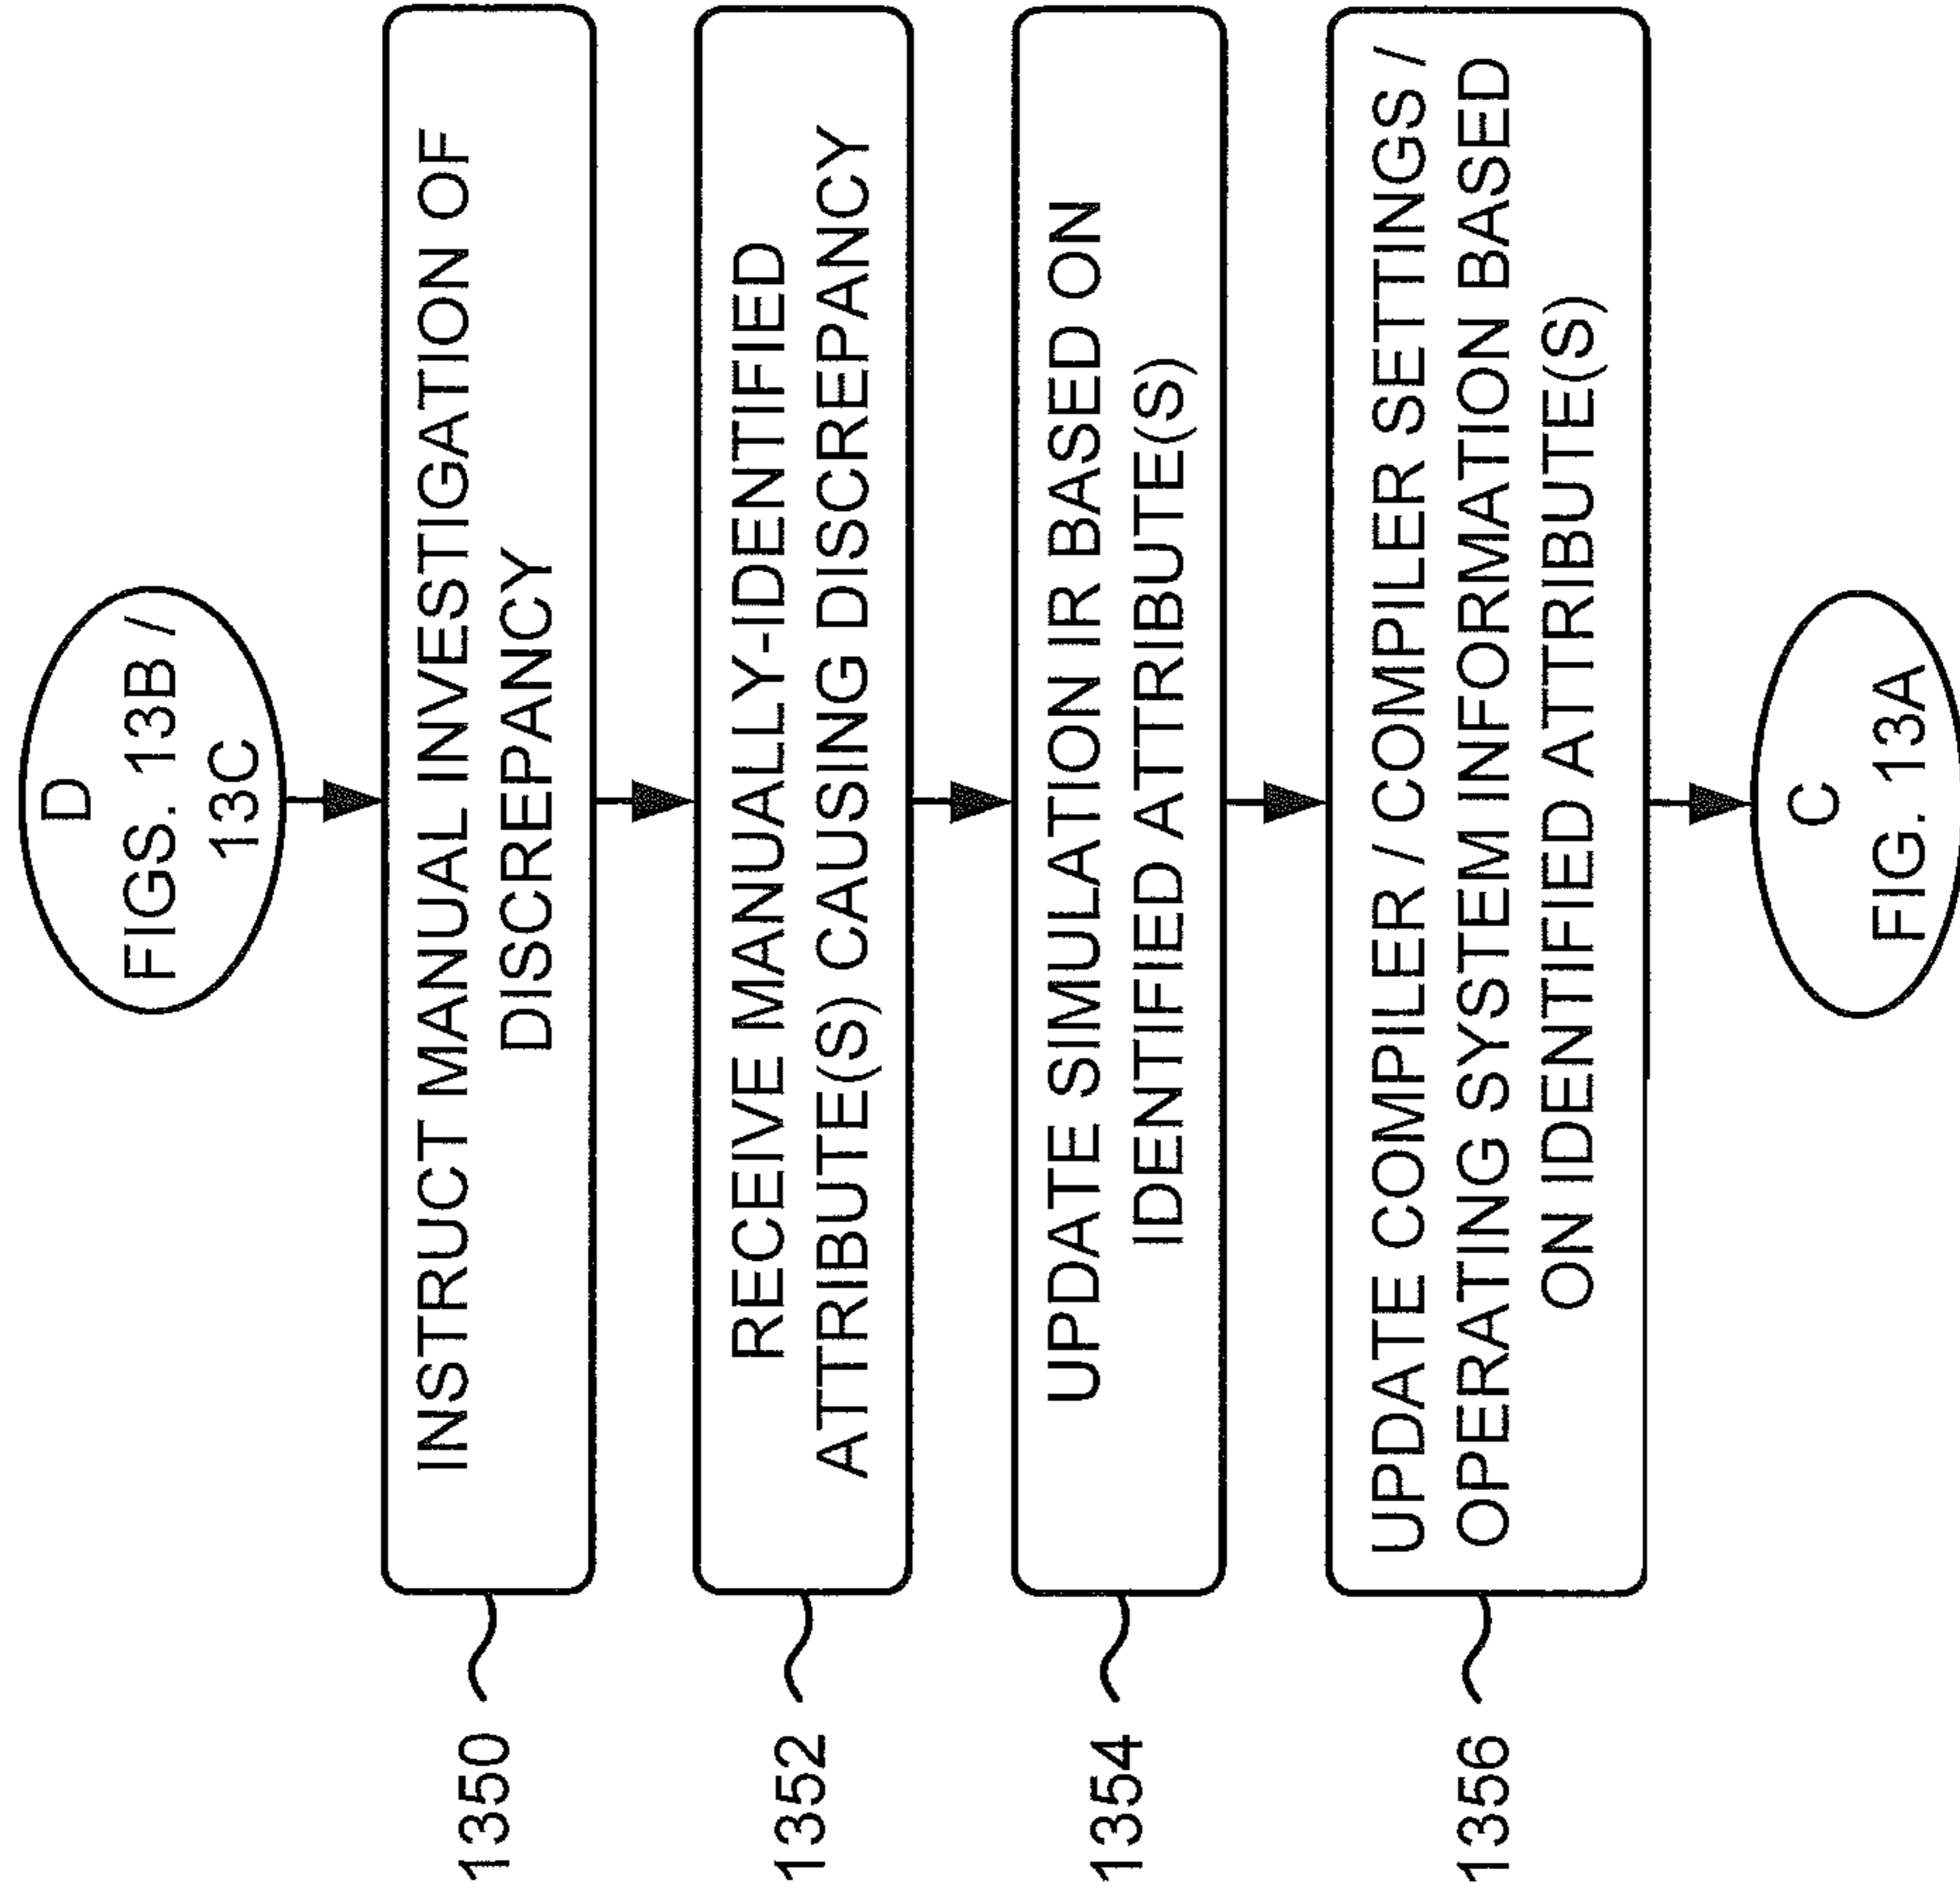 D
FIGS. 13B /
13C
1350
INSTRUCT MANUAL INVESTIGATION OF
DISCREPANCY
1352
RECEIVE MANUALLY-IDENTIFIED
ATTRIBUTE(S) CAUSING DISCREPANCY
1354
UPDATE SIMULATION IR BASED ON
IDENTIFIED ATTRIBUTE(S)
1356
UPDATE COMPILER / COMPILER SETTINGS /
OPERATING SYSTEM INFORMATION BASED
ON IDENTIFIED ATTRIBUTE(S)
C
FIG. 13A